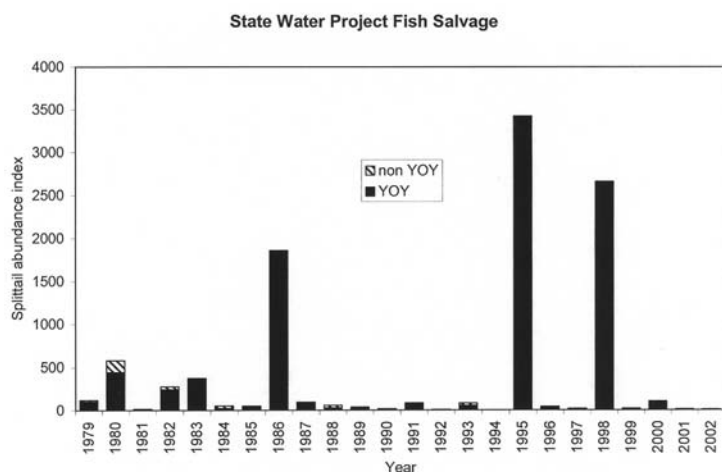 State Water Project Fish Salvage
4000
3500
3000
2500
2000
1500
1000
500
0
Splittail abundance index
non YOY
YOY
1979 1980 1981 1982 1983 1984 1985 1986 1987 1988 1989 1990 1991 1992 1993 1994 1995 1996 1997 1998 1999 2000 2001 2002
Year